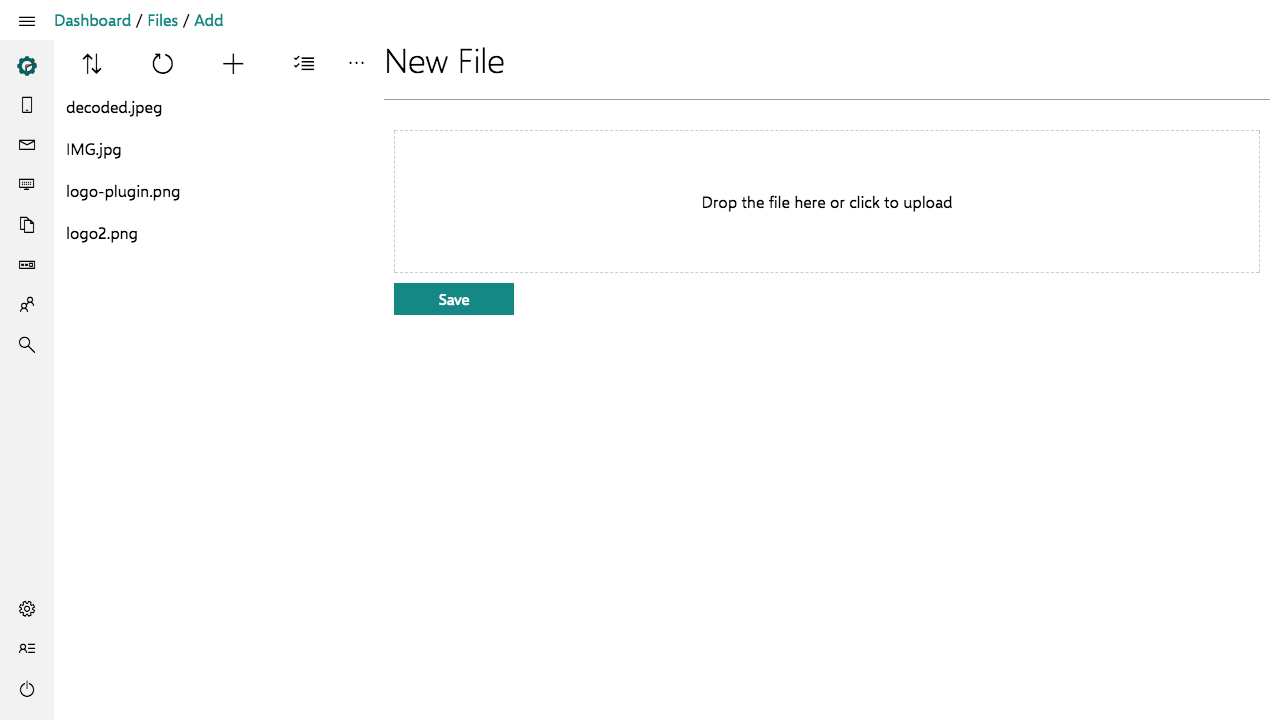 Dashboard / Files / Add
New File
decoded.jpeg
IMG.jpg
logo-plugin.png
logo2.png
Drop the file here or click to upload
Save